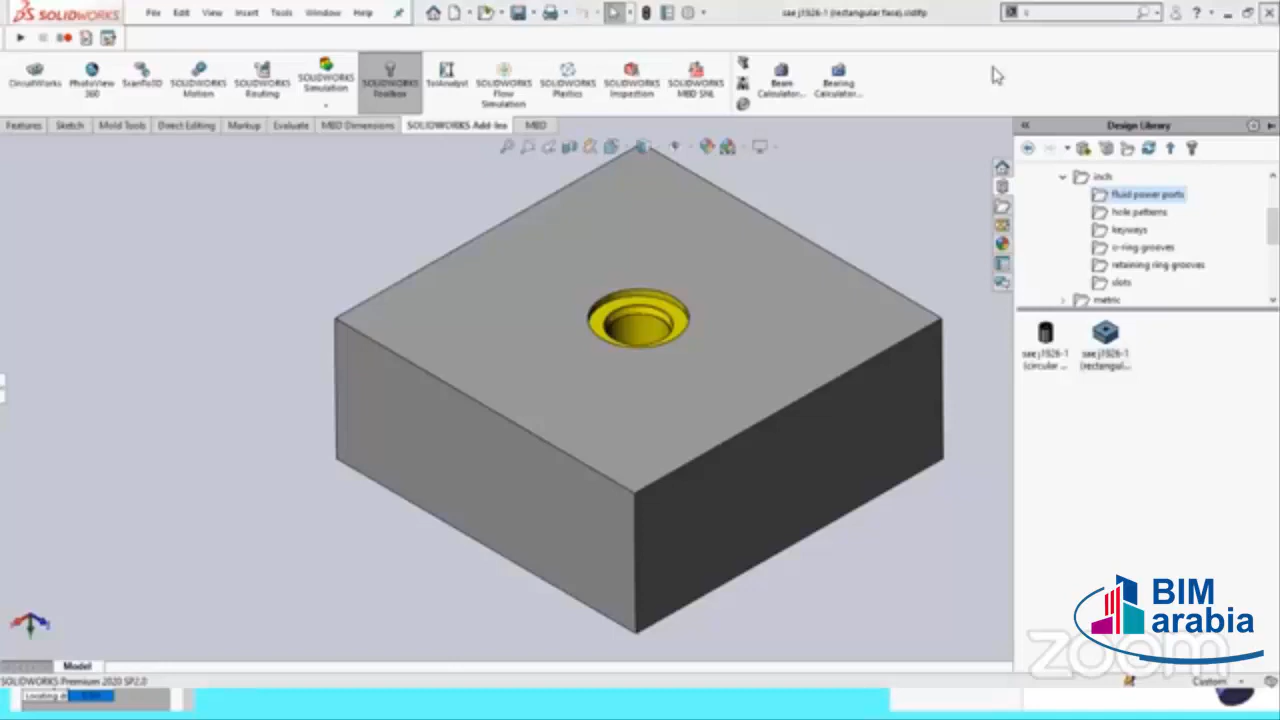 SOLIDWORKS File Edit View Insert Tools Window Help sae j1926-1 (rectangular face).sldlfp
CircuitWorks PhotoView 360 ScanTo3D SOLIDWORKS Motion SOLIDWORKS Routing SOLIDWORKS Simulation SOLIDWORKS Toolbox TolAnalyst SOLIDWORKS Flow Simulation SOLIDWORKS Plastics SOLIDWORKS Inspection SOLIDWORKS MBD SNL Beam Calculator... Bearing Calculator...
Features Sketch Mold Tools Direct Editing Markup Evaluate MBD Dimensions SOLIDWORKS Add-Ins MBD
Design Library
inch
fluid power ports
hole patterns
keyways
o-ring grooves
retaining ring grooves
slots
metric
sae j1926-1 (circular ...
sae j1926-1 (rectangul...
BIM
arabia
zoom
Model
SOLIDWORKS Premium 2020 SP2.0
Custom